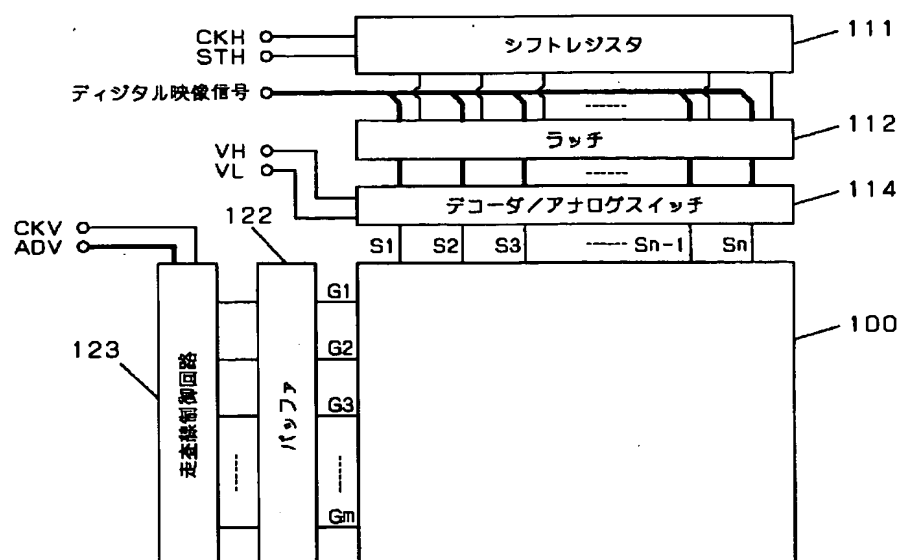 CKH
STH
シフトレジスタ
111
ディジタル映像信号
ラッチ
112
VH
VL
デコーダ/アナログスイッチ
114
CKV
ADV
122
S1 S2 S3 Sn-1 Sn
123
走査線制御回路
バッファ
G1
G2
G3
Gm
100